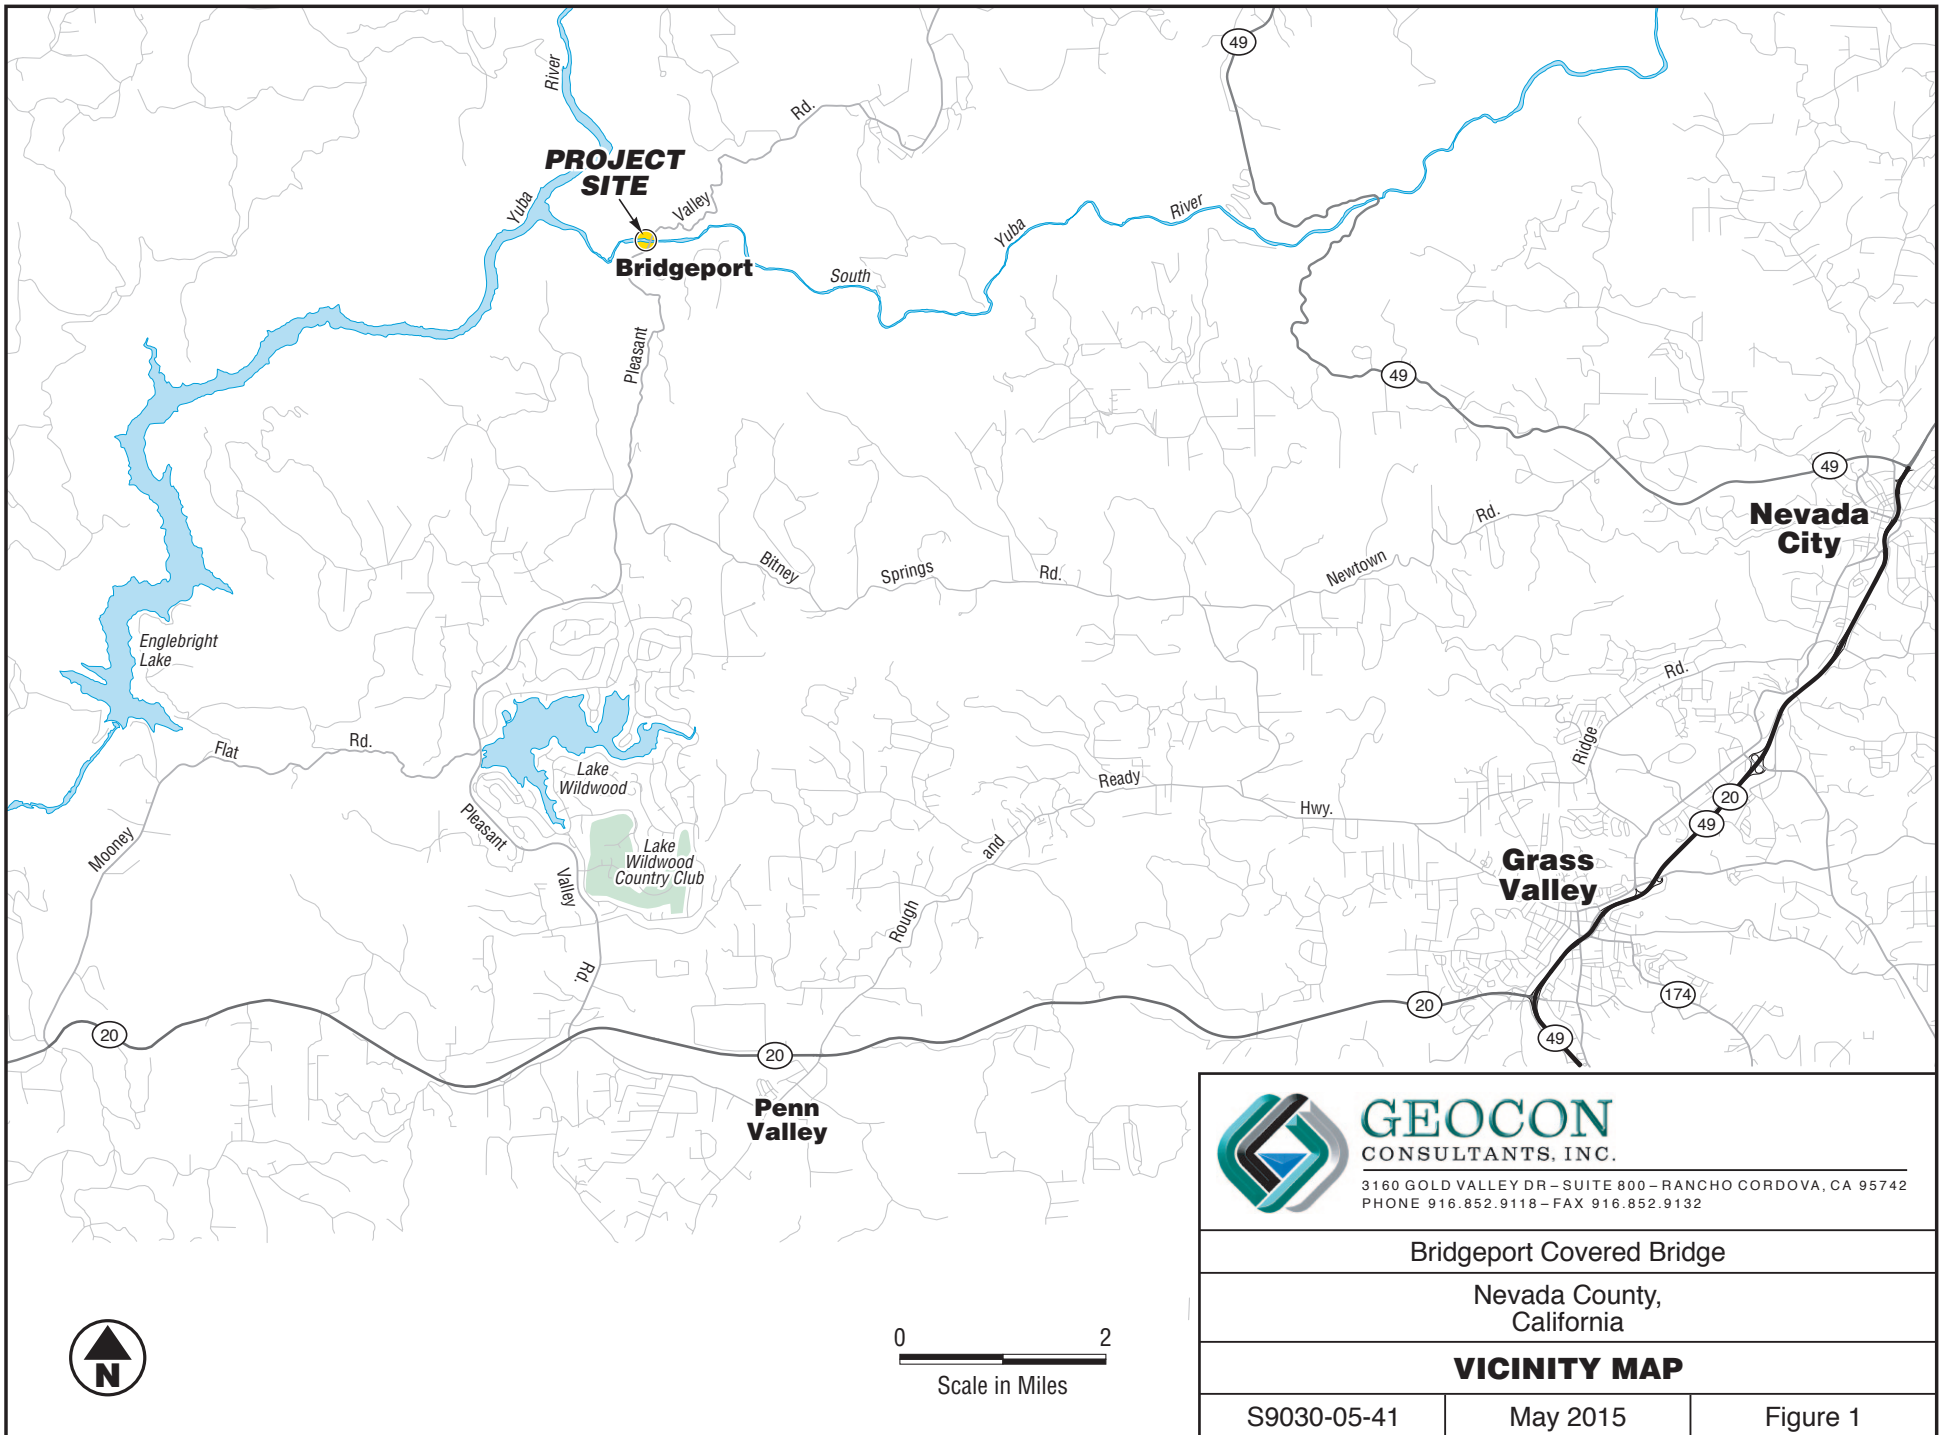 49
River
Rd.
PROJECT
SITE
Yuba
Valley
River
Yuba
Bridgeport
South
Pleasant
49
49
Nevada
City
Rd.
Newtown
Bitney
Springs
Rd.
Englebright
Lake
Rd.
Ridge
Flat
Rd.
Lake
Wildwood
Ready
Hwy.
20
49
Pleasant
Mooney
and
Lake
Wildwood
Country Club
Grass
Valley
Valley
Rough
Rd.
174
20
20
20
49
Penn
Valley
GEOCON
CONSULTANTS, INC.
3160 GOLD VALLEY DR – SUITE 800 – RANCHO CORDOVA, CA 95742
PHONE 916.852.9118 – FAX 916.852.9132
Bridgeport Covered Bridge
Nevada County,
California
VICINITY MAP
S9030-05-41
May 2015
Figure 1
N
0 2
Scale in Miles